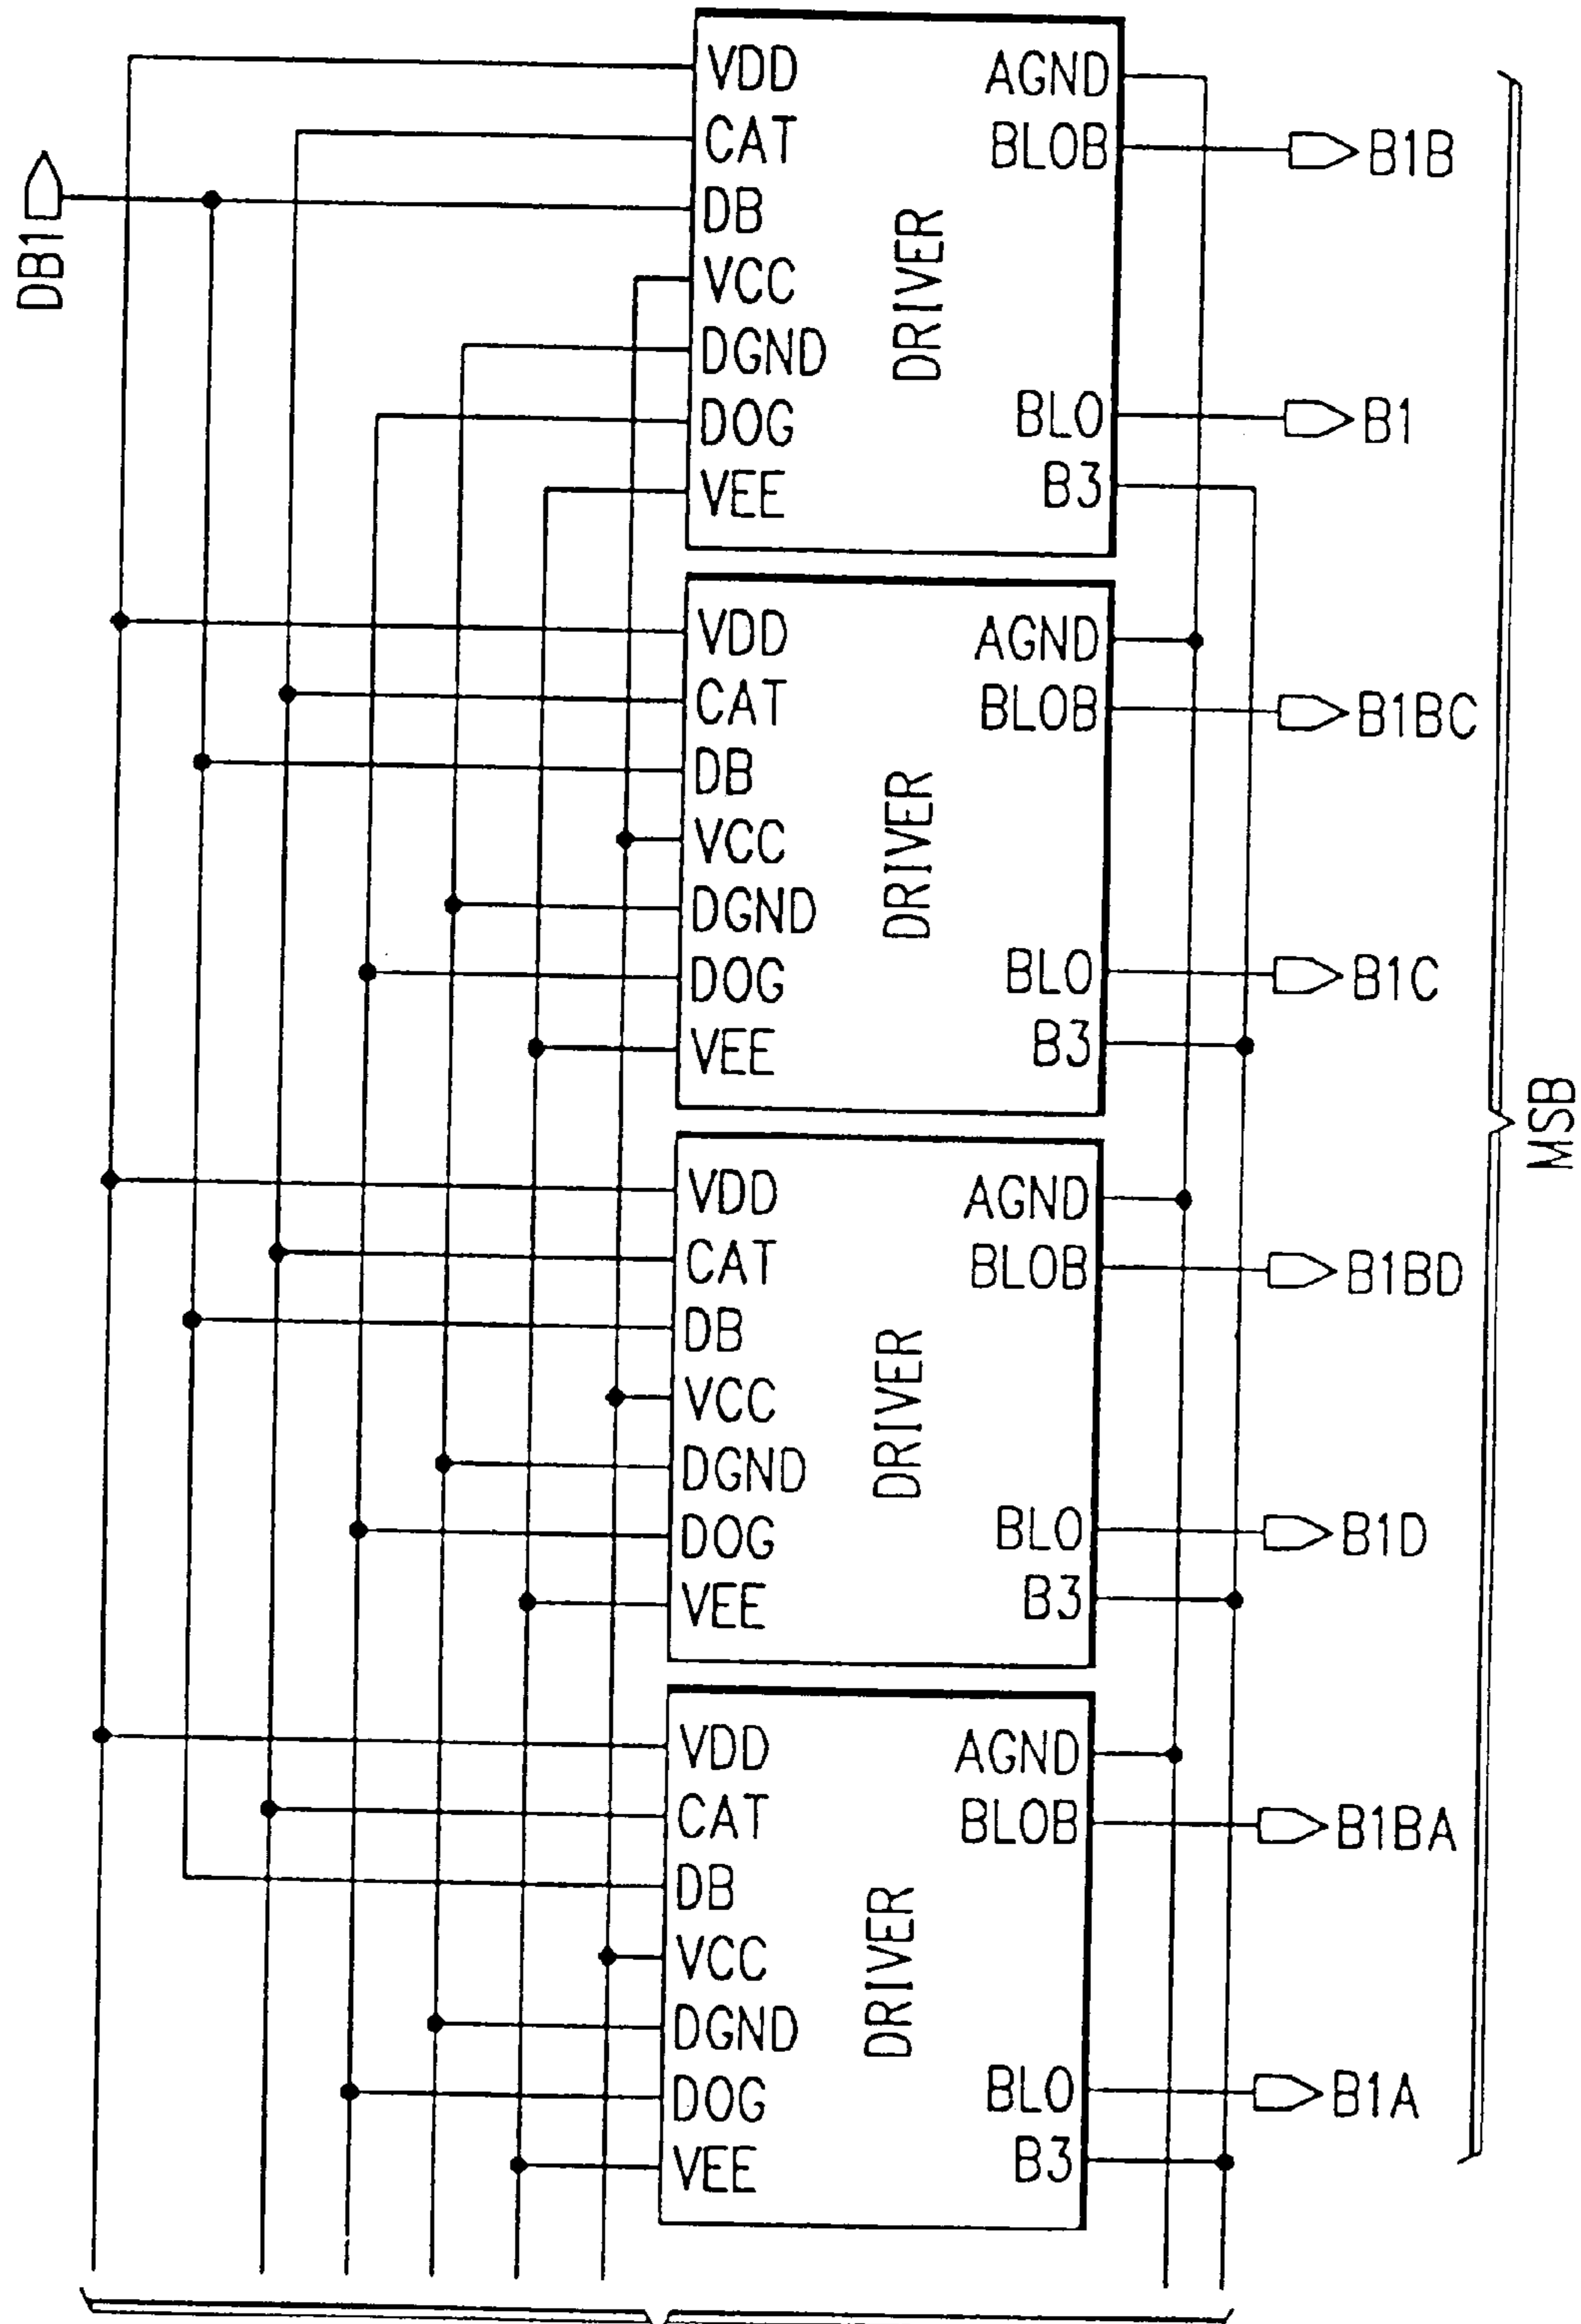 DB1
VDD
CAT
DB
VCC
DGND
DOG
VEE
DRIVER
AGND
BLOB
BLO
B3
B1B
B1
VDD
CAT
DB
VCC
DGND
DOG
VEE
DRIVER
AGND
BLOB
BLO
B3
B1BC
B1C
VDD
CAT
DB
VCC
DGND
DOG
VEE
DRIVER
AGND
BLOB
BLO
B3
B1BD
B1D
VDD
CAT
DB
VCC
DGND
DOG
VEE
DRIVER
AGND
BLOB
BLO
B3
B1BA
B1A
MSB